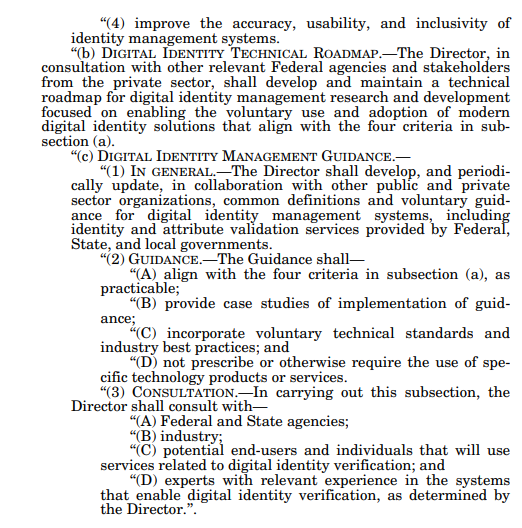 “(4) improve the accuracy, usability, and inclusivity of
identity management systems.
“(b) DIGITAL IDENTITY TECHNICAL ROADMAP.—The Director, in
consultation with other relevant Federal agencies and stakeholders
from the private sector, shall develop and maintain a technical
roadmap for digital identity management research and development
focused on enabling the voluntary use and adoption of modern
digital identity solutions that align with the four criteria in sub-
section (a).
“(c) DIGITAL IDENTITY MANAGEMENT GUIDANCE.—
“(1) IN GENERAL.—The Director shall develop, and periodi-
cally update, in collaboration with other public and private
sector organizations, common definitions and voluntary guid-
ance for digital identity management systems, including
identity and attribute validation services provided by Federal,
State, and local governments.
“(2) GUIDANCE.—The Guidance shall—
“(A) align with the four criteria in subsection (a), as
practicable;
“(B) provide case studies of implementation of guid-
ance;
“(C) incorporate voluntary technical standards and
industry best practices; and
“(D) not prescribe or otherwise require the use of spe-
cific technology products or services.
“(3) CONSULTATION.—In carrying out this subsection, the
Director shall consult with—
“(A) Federal and State agencies;
“(B) industry;
“(C) potential end-users and individuals that will use
services related to digital identity verification; and
“(D) experts with relevant experience in the systems
that enable digital identity verification, as determined by
the Director.”.